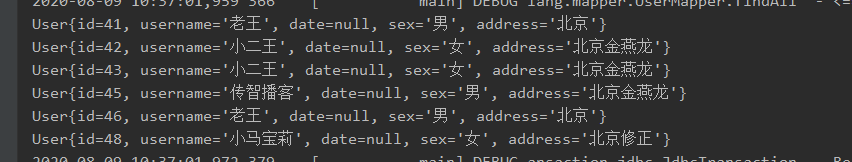 2020-08-09 10:37:01,959 366 [ main] DEBUG lang.mapper.UserMapper.findAll - <=
User{id=41, username='老王', date=null, sex='男', address='北京'}
User{id=42, username='小二王', date=null, sex='女', address='北京金燕龙'}
User{id=43, username='小二王', date=null, sex='女', address='北京金燕龙'}
User{id=45, username='传智播客', date=null, sex='男', address='北京金燕龙'}
User{id=46, username='老王', date=null, sex='男', address='北京'}
User{id=48, username='小马宝莉', date=null, sex='女', address='北京修正'}
2020-08-09 10:37:01,972 379 [ main] DEBUG ansaction.jdbc.JdbcTransaction - Re